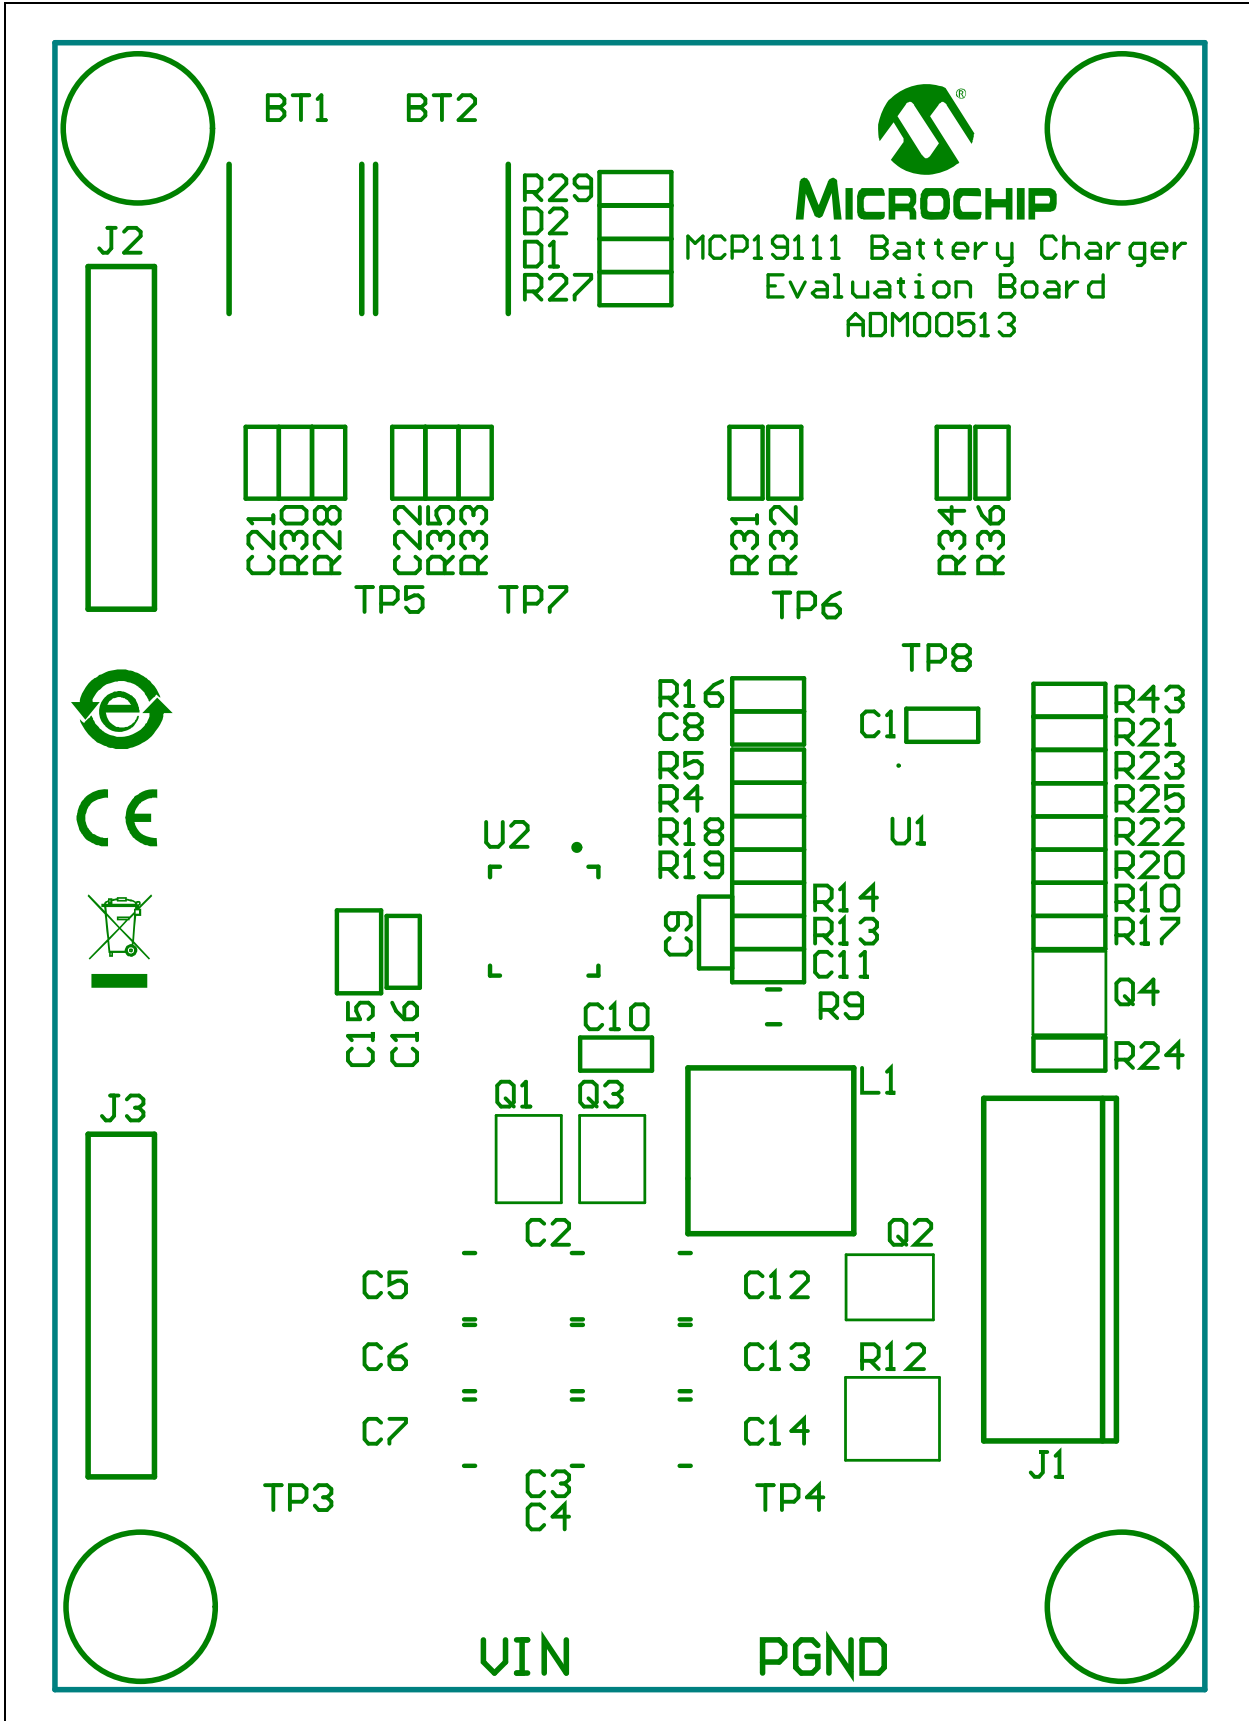 BT1 BT2
®
MICROCHIP
R29
D2
D1
R27
J2
MCP19111 Battery Charger
Evaluation Board
ADM00513
C21 R30 R28 C22 R35 R33 R31 R32 R34 R36
TP5 TP7 TP6
TP8
R16
C8
R5
R4
R18
R19
C9
R14
R13
C11
R9
C1
U1
R43
R21
R23
R25
R22
R20
R10
R17
Q4
R24
e
CE
U2
C15 C16
C10
Q1 Q3
L1
J3
C2
Q2
C5 C12
C6 C13
R12
C7 C14
J1
C3
C4
TP3 TP4
VIN PGND